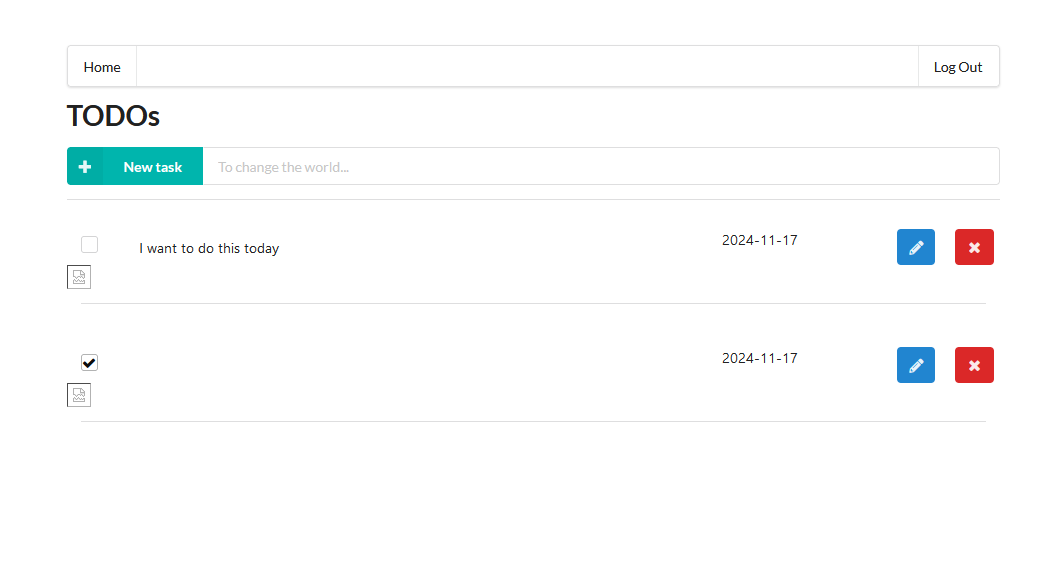 Home
Log Out
TODOs
New task
To change the world...
I want to do this today
2024-11-17
2024-11-17